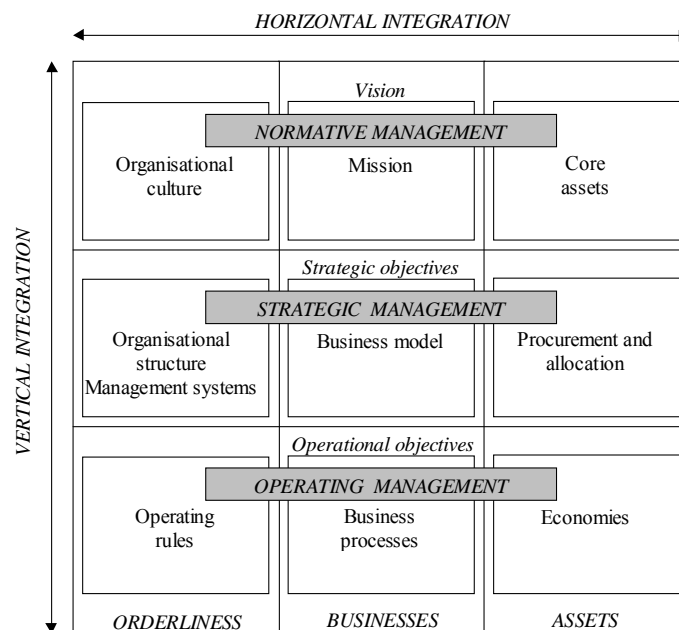 HORIZONTAL INTEGRATION
VERTICAL INTEGRATION
Vision
NORMATIVE MANAGEMENT
Organisational
culture
Mission
Core
assets
Strategic objectives
STRATEGIC MANAGEMENT
Organisational
structure
Management systems
Business model
Procurement and
allocation
Operational objectives
OPERATING MANAGEMENT
Operating
rules
Business
processes
Economies
ORDERLINESS
BUSINESSES
ASSETS